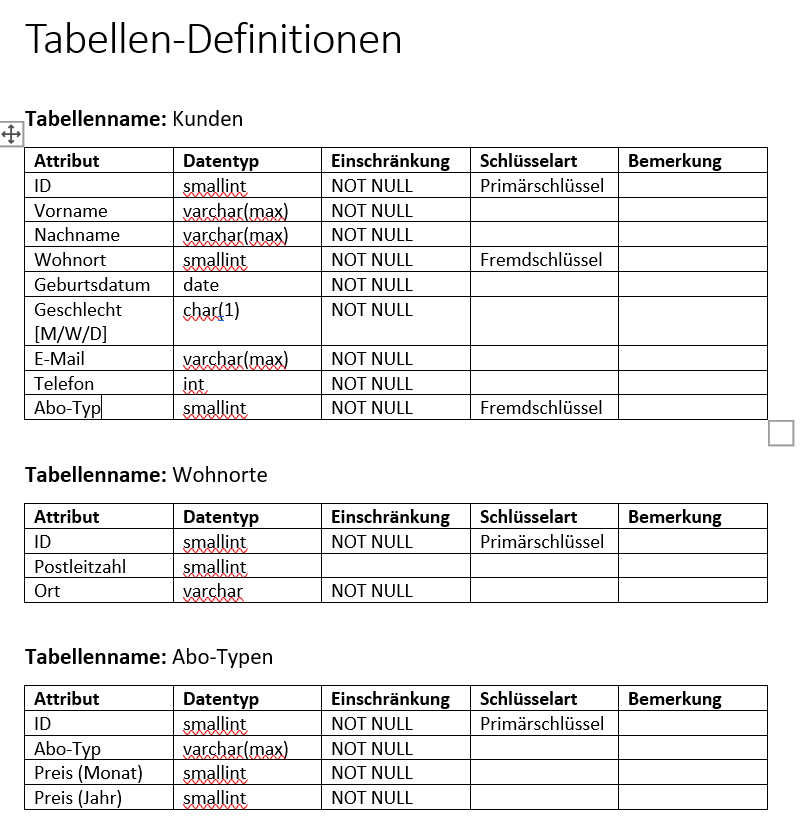 Tabellen-Definitionen
Tabellenname: Kunden
Attribut Datentyp Einschränkung Schlüsselart Bemerkung
ID smallint NOT NULL Primärschlüssel
Vorname varchar(max) NOT NULL
Nachname varchar(max) NOT NULL
Wohnort smallint NOT NULL Fremdschlüssel
Geburtsdatum date NOT NULL
Geschlecht char(1) NOT NULL
[M/W/D]
E-Mail varchar(max) NOT NULL
Telefon int NOT NULL
Abo-Typ smallint NOT NULL Fremdschlüssel
Tabellenname: Wohnorte
Attribut Datentyp Einschränkung Schlüsselart Bemerkung
ID smallint NOT NULL Primärschlüssel
Postleitzahl smallint
Ort varchar NOT NULL
Tabellenname: Abo-Typen
Attribut Datentyp Einschränkung Schlüsselart Bemerkung
ID smallint NOT NULL Primärschlüssel
Abo-Typ varchar(max) NOT NULL
Preis (Monat) smallint NOT NULL
Preis (Jahr) smallint NOT NULL